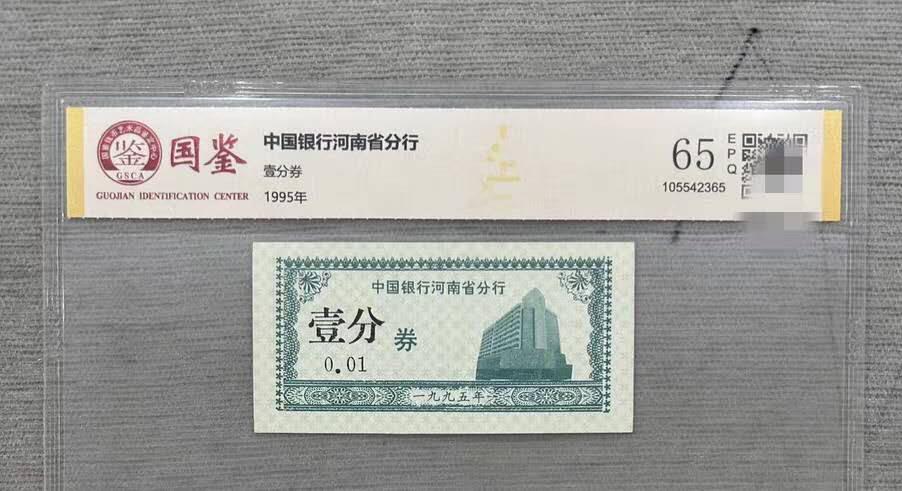 鉴
GSCA
国鉴
GUOJIAN IDENTIFICATION CENTER
中国银行河南省分行
壹分券
1995年
65
EPQ
105542365
中国银行河南省分行
壹分券
0.01
一九九五年